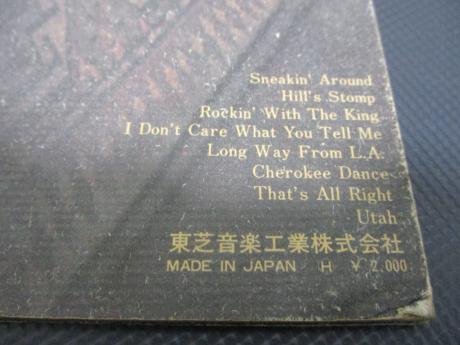 Sneakin' Around
Hill's Stomp
Rockin' With The King
I Don't Care What You Tell Me
Long Way From L.A.
Cherokee Dance
That's All Right
Utah
東芝音楽工業株式会社
MADE IN JAPAN H ¥ 2,000